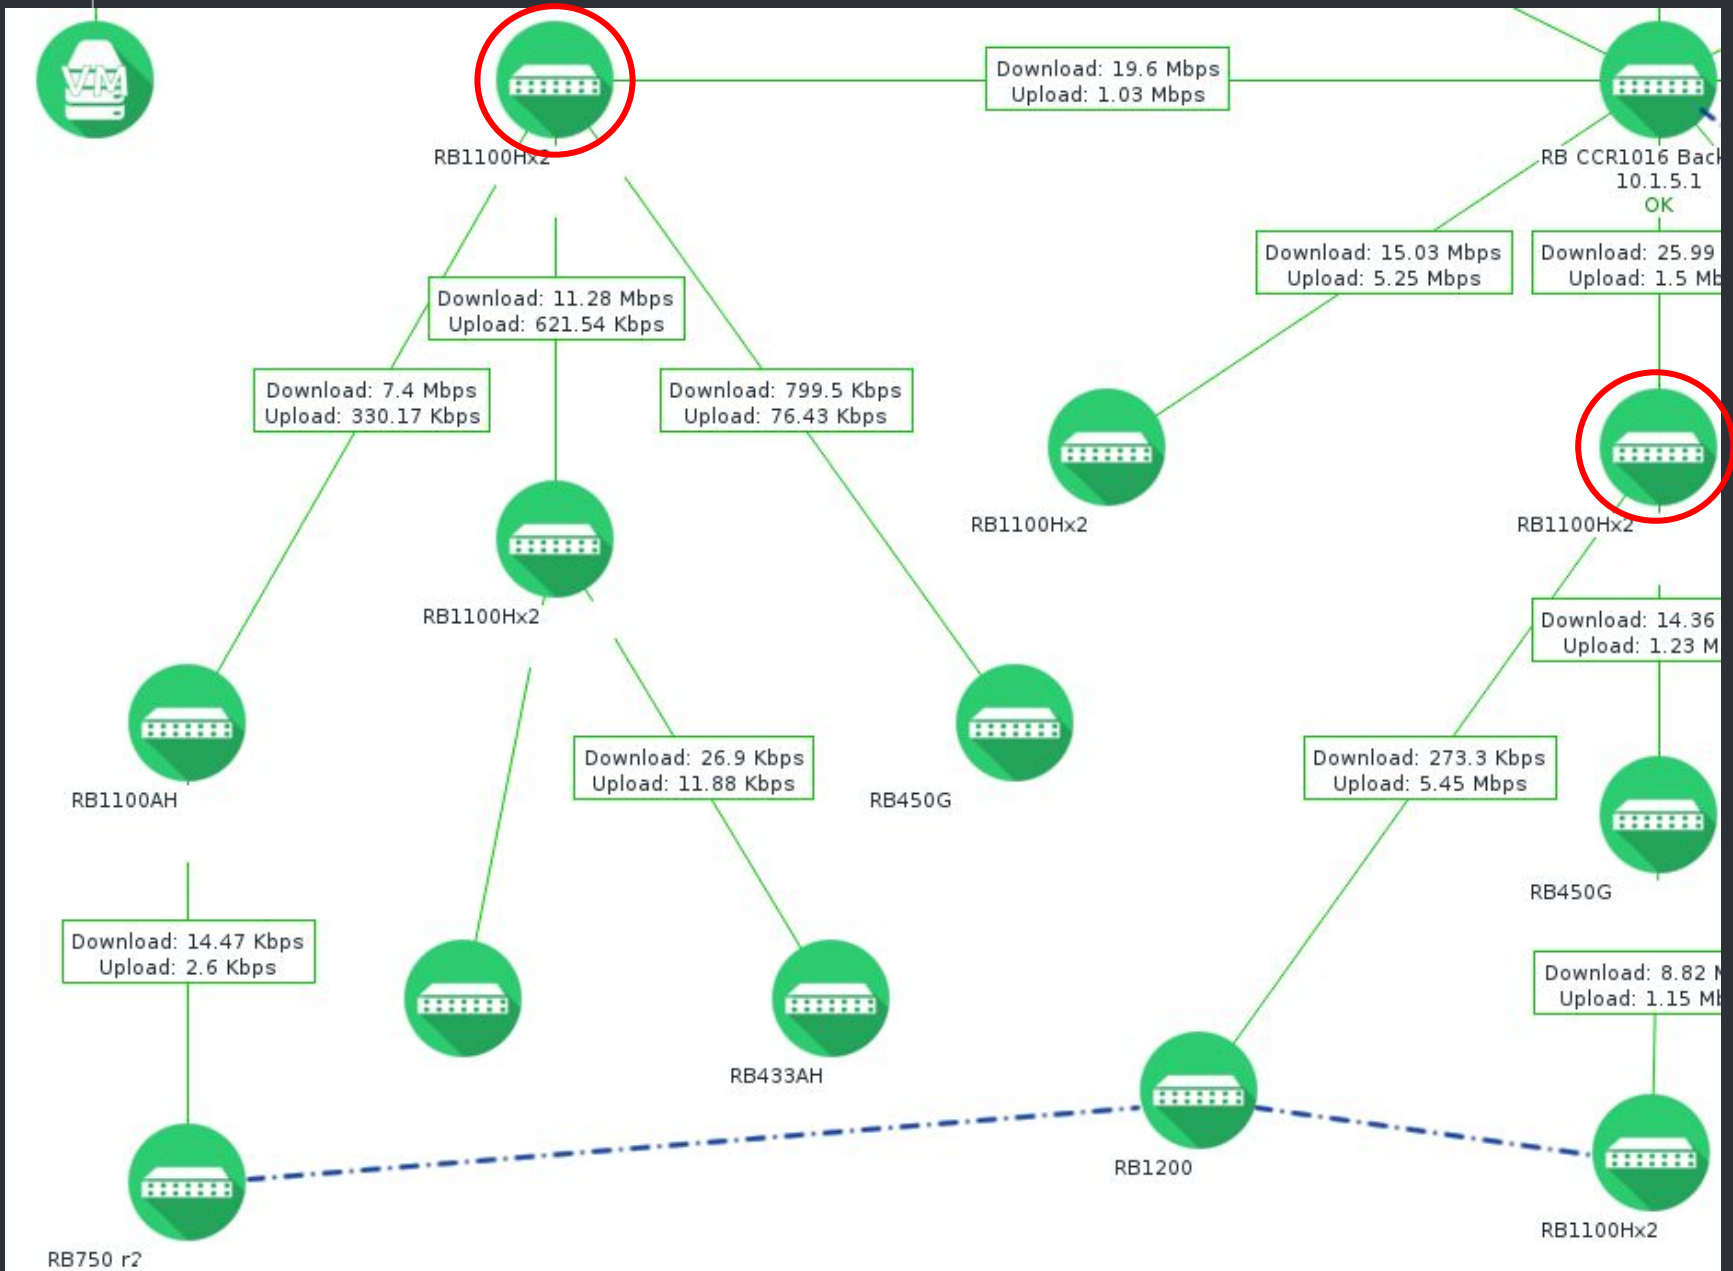 VM
RB1100Hx2
Download: 19.6 Mbps
Upload: 1.03 Mbps
RB CCR1016 Back
10.1.5.1
OK
Download: 15.03 Mbps
Upload: 5.25 Mbps
Download: 25.99
Upload: 1.5 Mb
Download: 11.28 Mbps
Upload: 621.54 Kbps
Download: 7.4 Mbps
Upload: 330.17 Kbps
Download: 799.5 Kbps
Upload: 76.43 Kbps
RB1100Hx2
RB1100Hx2
RB1100Hx2
Download: 14.36
Upload: 1.23 M
Download: 26.9 Kbps
Upload: 11.88 Kbps
Download: 273.3 Kbps
Upload: 5.45 Mbps
RB1100AH
RB450G
RB450G
Download: 14.47 Kbps
Upload: 2.6 Kbps
Download: 8.82 M
Upload: 1.15 Mb
RB433AH
RB1200
RB1100Hx2
RB750 r2